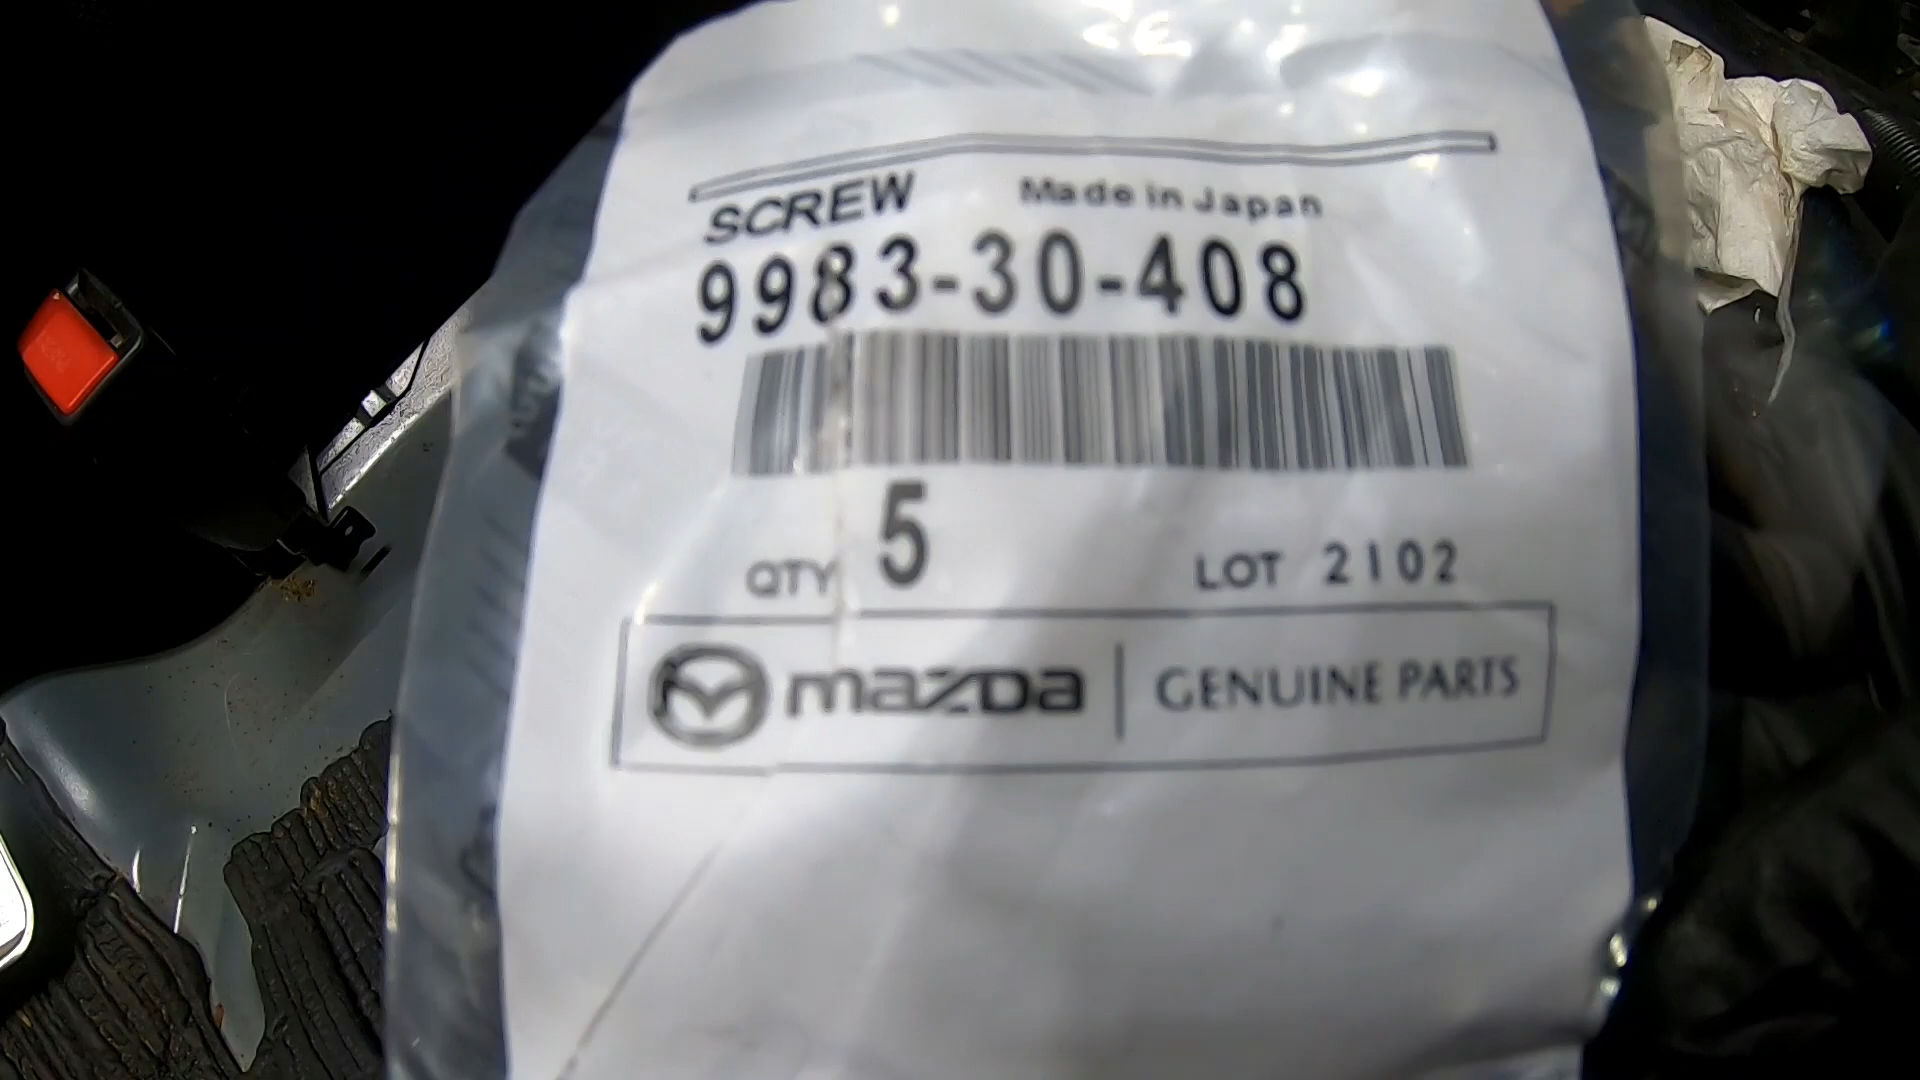 SCREW
Made in Japan
9983-30-408
QTY 5
LOT 2102
mazda
GENUINE PARTS